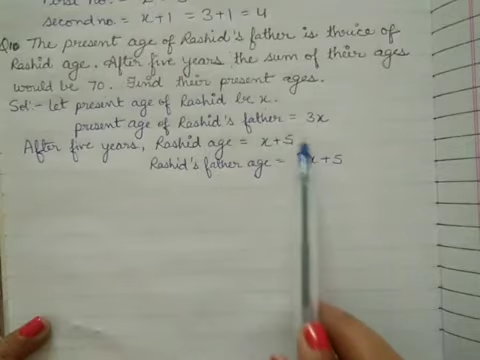 second no. = x+1 = 3+1 = 4
Q10 The present age of Rashid's father is thrice of
Rashid age. After five years the sum of their ages
would be 70. Find their present ages.
Sol:- Let present age of Rashid be x.
present age of Rashid's father = 3x
After five years, Rashid age = x+5
Rashid's father age = x+5